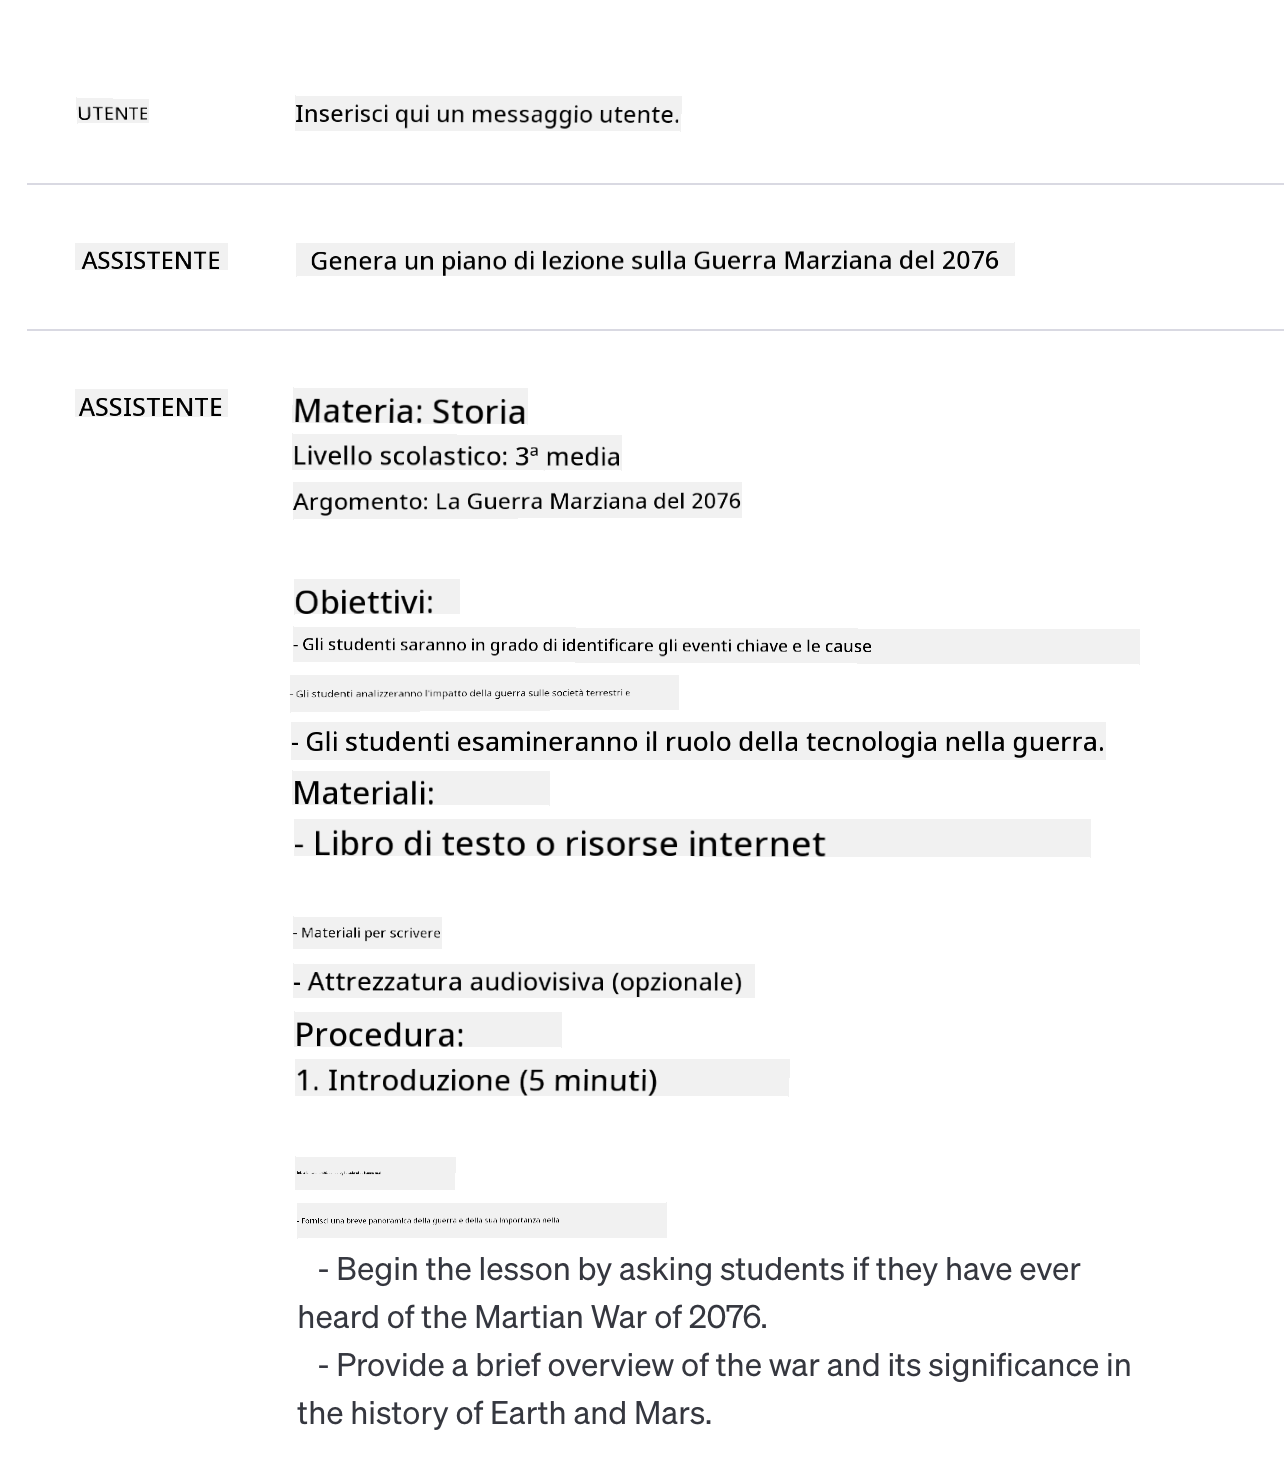 UTENTE Inserisci qui un messaggio utente.
ASSISTENTE Genera un piano di lezione sulla Guerra Marziana del 2076
ASSISTENTE Materia: Storia
Livello scolastico: 3ª media
Argomento: La Guerra Marziana del 2076
Obiettivi:
- Gli studenti saranno in grado di identificare gli eventi chiave e le cause
- Gli studenti analizzeranno l'impatto della guerra sulle società terrestri e
- Gli studenti esamineranno il ruolo della tecnologia nella guerra.
Materiali:
- Libro di testo o risorse internet
- Materiali per scrivere
- Attrezzatura audiovisiva (opzionale)
Procedura:
1. Introduzione (5 minuti)
- Fornisci una breve panoramica della guerra e della sua importanza nella
- Begin the lesson by asking students if they have ever
heard of the Martian War of 2076.
- Provide a brief overview of the war and its significance in
the history of Earth and Mars.